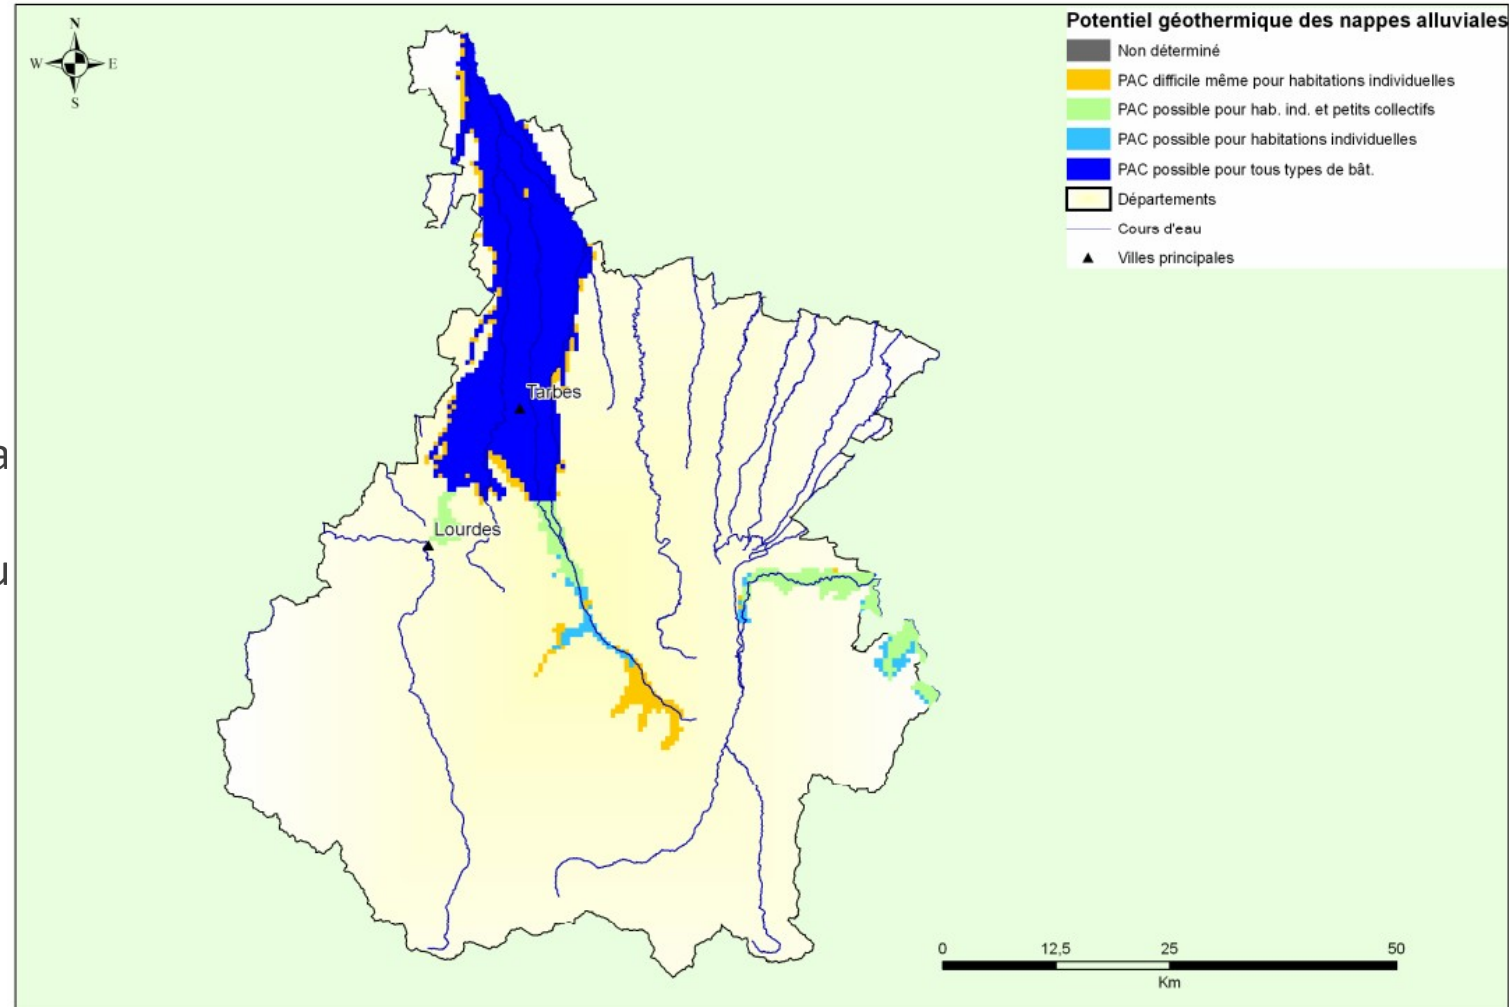 N
W E
S
Potentiel géothermique des nappes alluviales
Non déterminé
PAC difficile même pour habitations individuelles
PAC possible pour hab. ind. et petits collectifs
PAC possible pour habitations individuelles
PAC possible pour tous types de bât.
Départements
Cours d'eau
Villes principales
Tarbes
a
Lourdes
u
0 12,5 25 50
Km